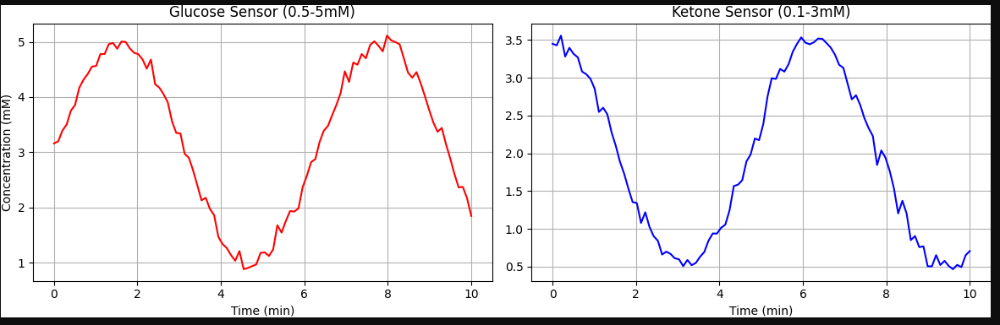 Glucose Sensor (0.5-5mM)
Concentration (mM)
5
4
3
2
1
0 2 4 6 8 10
Time (min)
Ketone Sensor (0.1-3mM)
3.5
3.0
2.5
2.0
1.5
1.0
0.5
0 2 4 6 8 10
Time (min)